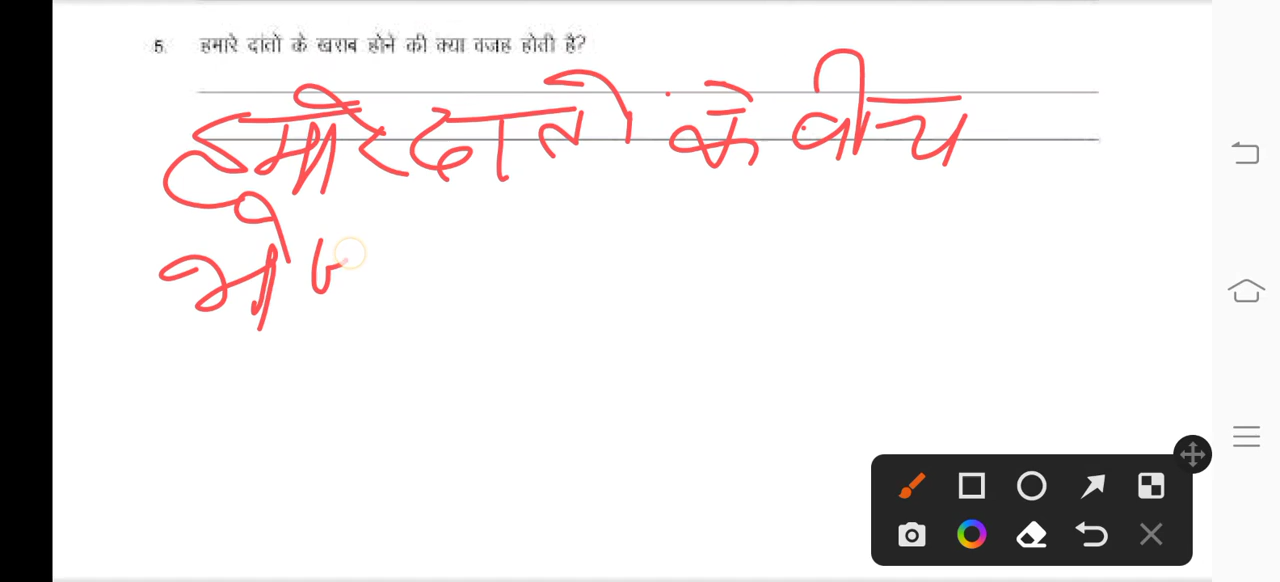 5. हमारे दांतो के खराब होने की क्या वजह होती है?
हमारे दातो के बीच
भो